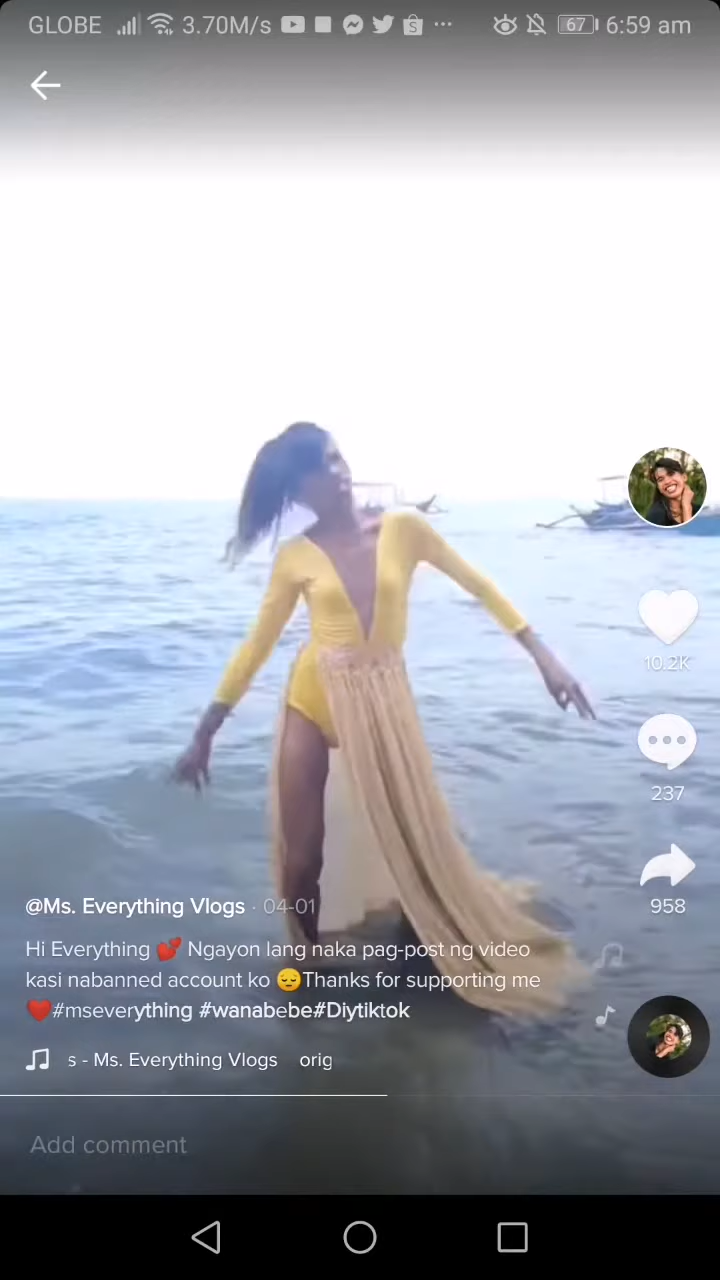 GLOBE 3.70M/s 67 6:59 am
10.2K
237
958
@Ms. Everything Vlogs · 04-01
Hi Everything 💕 Ngayon lang naka pag-post ng video
kasi nabanned account ko 😔Thanks for supporting me
❤️#mseverything #wanabebe#Diytiktok
s - Ms. Everything Vlogs orig
Add comment